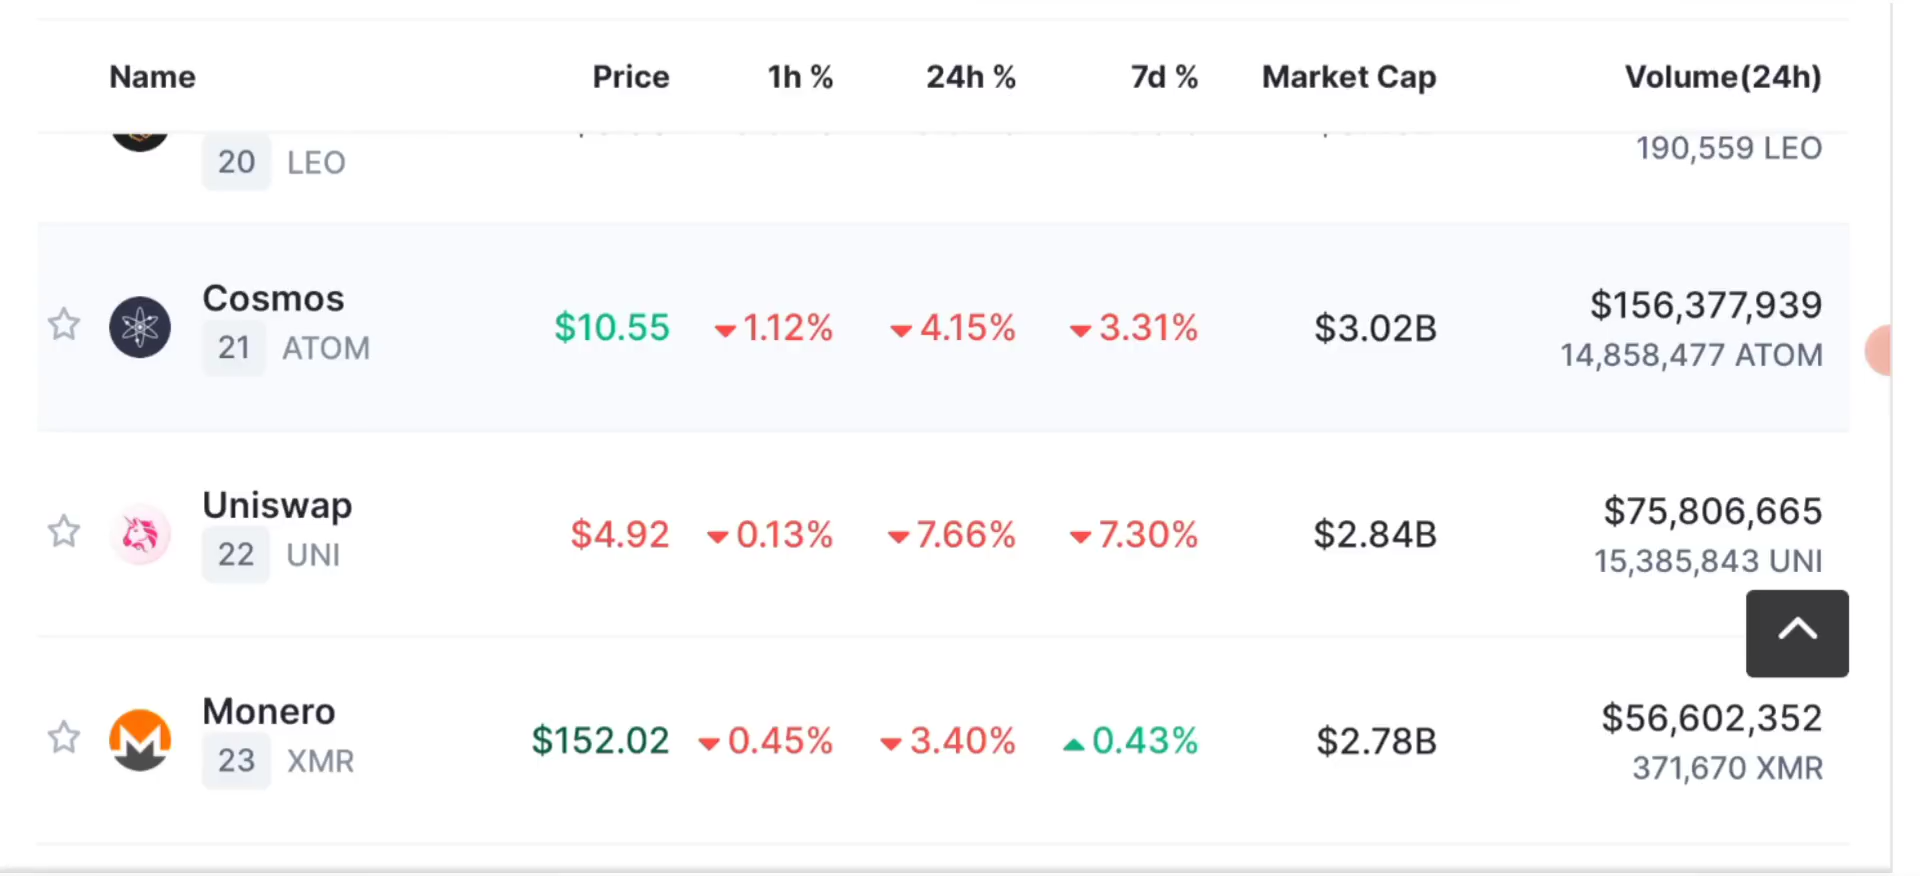 Name Price 1h % 24h % 7d % Market Cap Volume(24h)
20 LEO 190,559 LEO
Cosmos
21 ATOM $10.55 1.12% 4.15% 3.31% $3.02B $156,377,939
14,858,477 ATOM
Uniswap
22 UNI $4.92 0.13% 7.66% 7.30% $2.84B $75,806,665
15,385,843 UNI
Monero
23 XMR $152.02 0.45% 3.40% 0.43% $2.78B $56,602,352
371,670 XMR